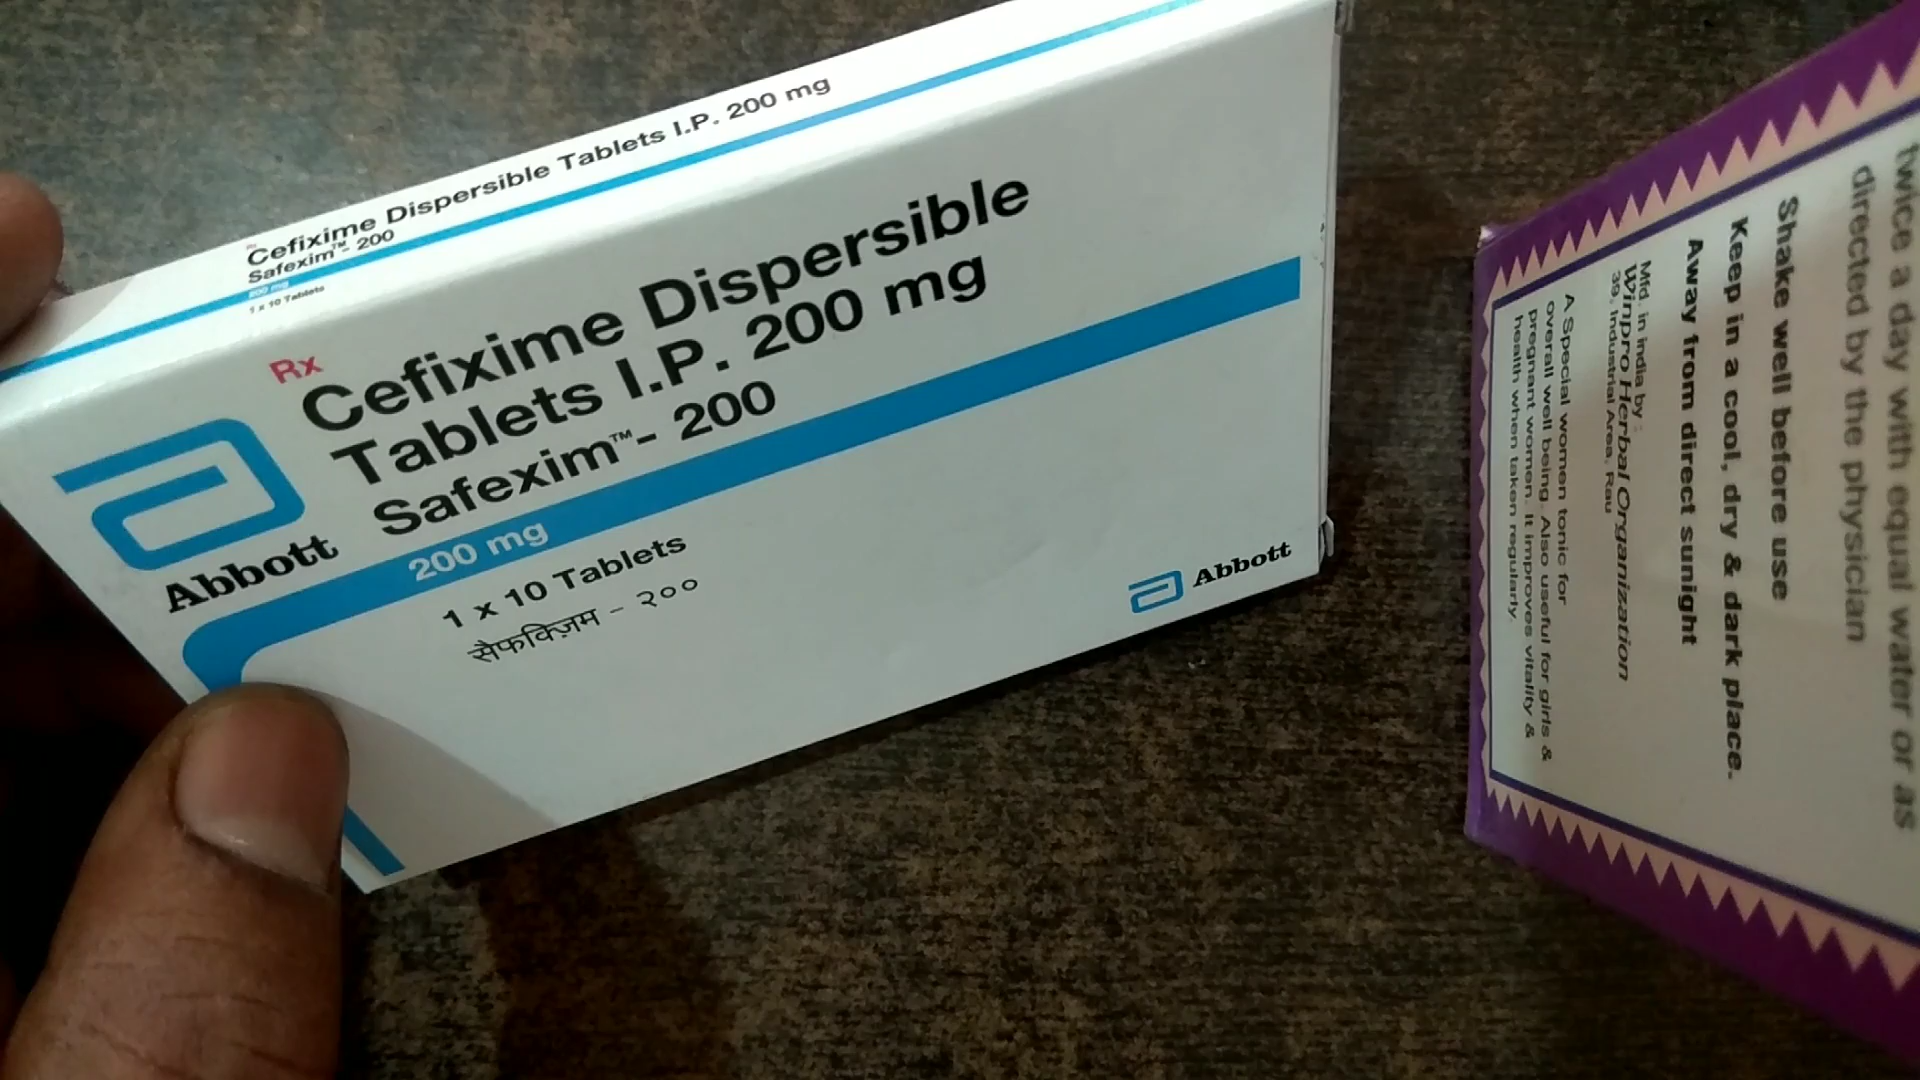 Rx
Cefixime Dispersible Tablets I.P. 200 mg
Safexim™- 200
200 mg
1 x 10 Tablets
Rx
Cefixime Dispersible
Tablets I.P. 200 mg
Safexim™- 200
200 mg
1 x 10 Tablets
सैफक्ज़िम - २००
Abbott
Abbott
twice a day with equal water or as
directed by the physician
Shake well before use
Keep in a cool, dry & dark place.
Away from direct sunight
Mfd. in india by :
Winpro Herbal Organization
39, Industrial Area, Rau
A Special women tonic for
overall well being. Also useful for girls &
pregnant women. It improves vitality &
health when taken regularly.